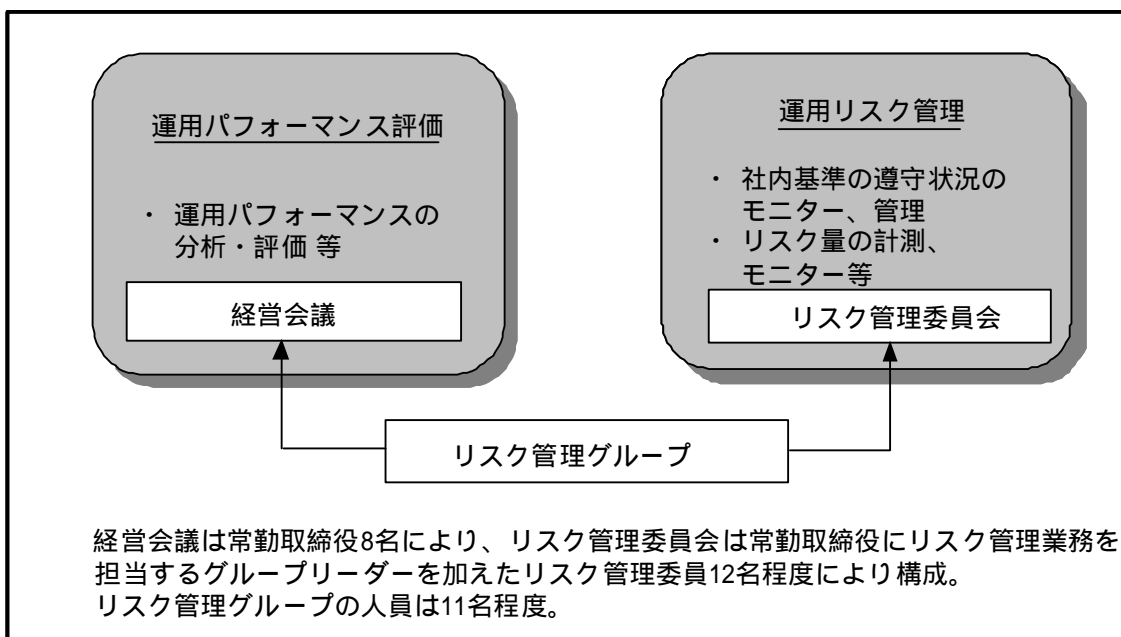 運用パフォーマンス評価
・ 運用パフォーマンスの
分析・評価 等
経営会議
運用リスク管理
・ 社内基準の遵守状況の
モニター、管理
・ リスク量の計測、
モニター等
リスク管理委員会
リスク管理グループ
経営会議は常勤取締役8名により、リスク管理委員会は常勤取締役にリスク管理業務を
担当するグループリーダーを加えたリスク管理委員12名程度により構成。
リスク管理グループの人員は11名程度。